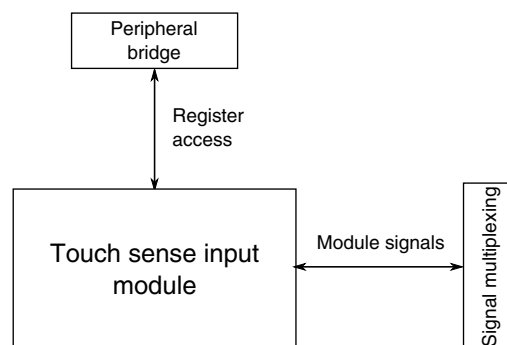 Peripheral
bridge
Register
access
Touch sense input
module
Module signals
Signal multiplexing